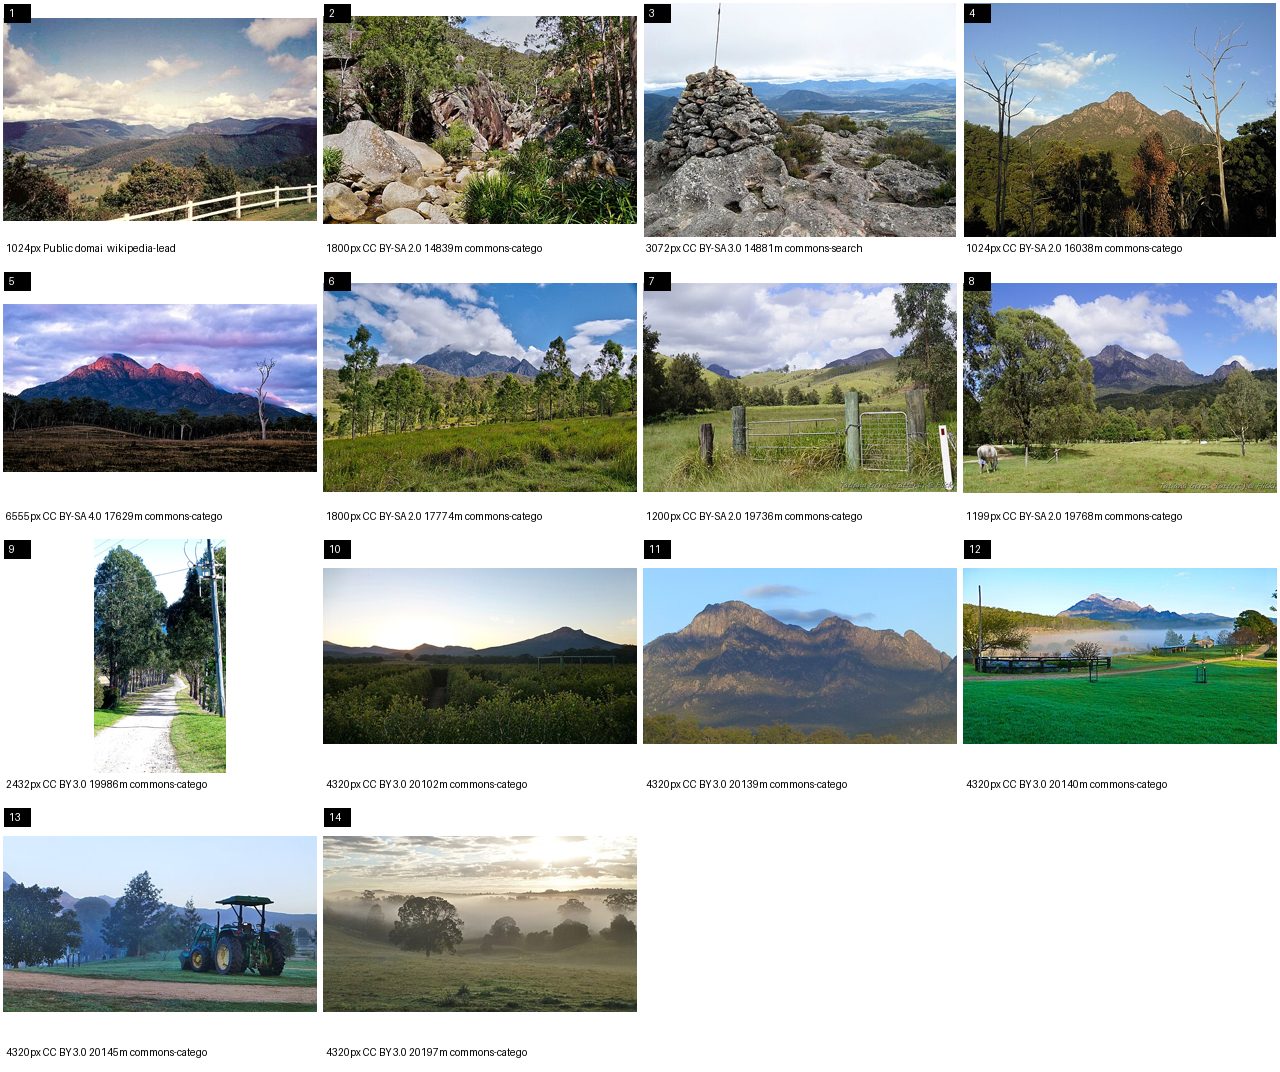 1
2
3
4
1024px Public domai wikipedia-lead
1800px CC BY-SA 2.0 14839m commons-catego
3072px CC BY-SA 3.0 14881m commons-search
1024px CC BY-SA 2.0 16038m commons-catego
5
6
7
8
6555px CC BY-SA 4.0 17629m commons-catego
1800px CC BY-SA 2.0 17774m commons-catego
1200px CC BY-SA 2.0 19736m commons-catego
1199px CC BY-SA 2.0 19768m commons-catego
9
10
11
12
2432px CC BY 3.0 19986m commons-catego
4320px CC BY 3.0 20102m commons-catego
4320px CC BY 3.0 20139m commons-catego
4320px CC BY 3.0 20140m commons-catego
13
14
4320px CC BY 3.0 20145m commons-catego
4320px CC BY 3.0 20197m commons-catego